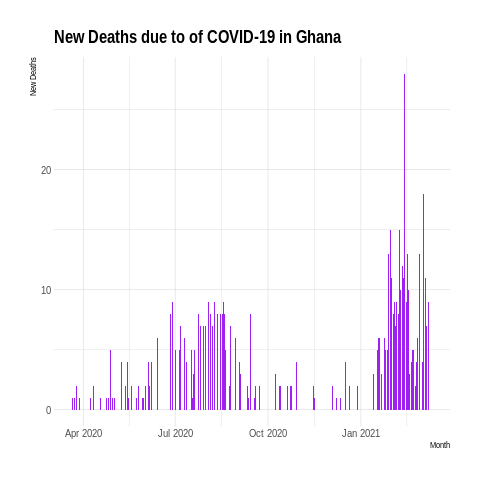 New Deaths due to of COVID-19 in Ghana
New Deaths
20
10
0
Apr 2020 Jul 2020 Oct 2020 Jan 2021
Month